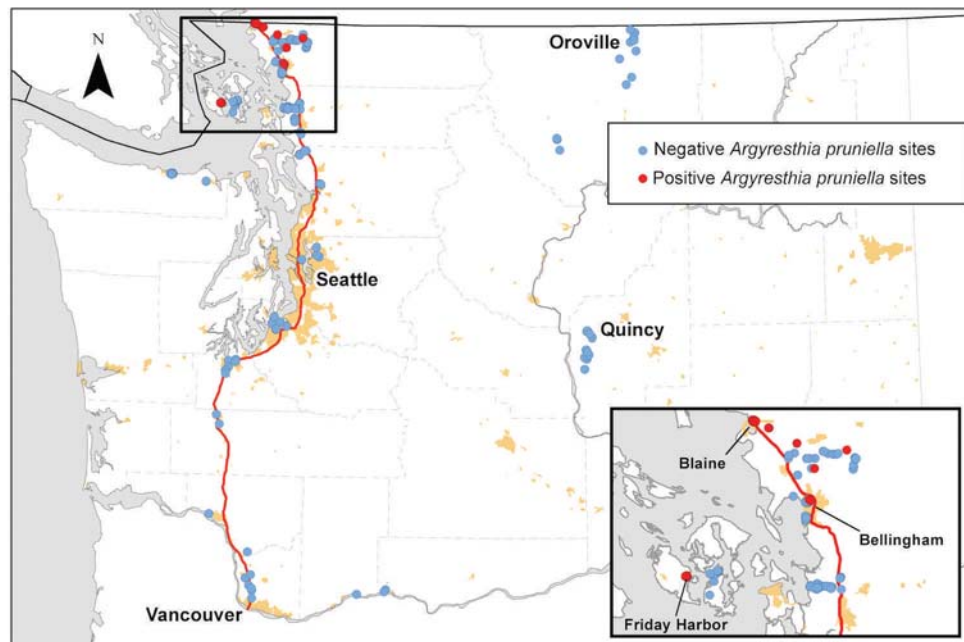 N
Oroville
Negative Argyresthia pruniella sites
Positive Argyresthia pruniella sites
Seattle
Quincy
Blaine
Bellingham
Friday Harbor
Vancouver